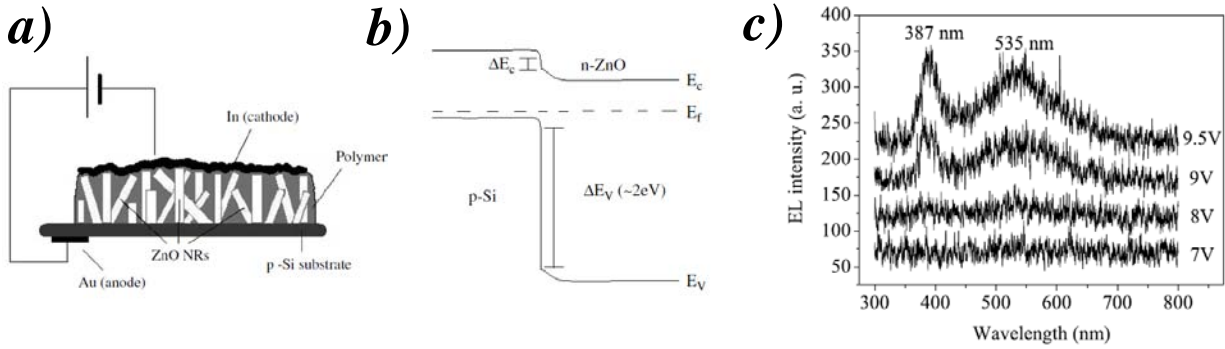 a)
In (cathode)
Polymer
ZnO NRs
p -Si substrate
Au (anode)
b)
ΔEc
n-ZnO
Ec
Ef
p-Si
ΔEV (~2eV)
EV
c)
400
350
300
250
200
150
100
50
EL intensity (a. u.)
387 nm
535 nm
9.5V
9V
8V
7V
300 400 500 600 700 800
Wavelength (nm)